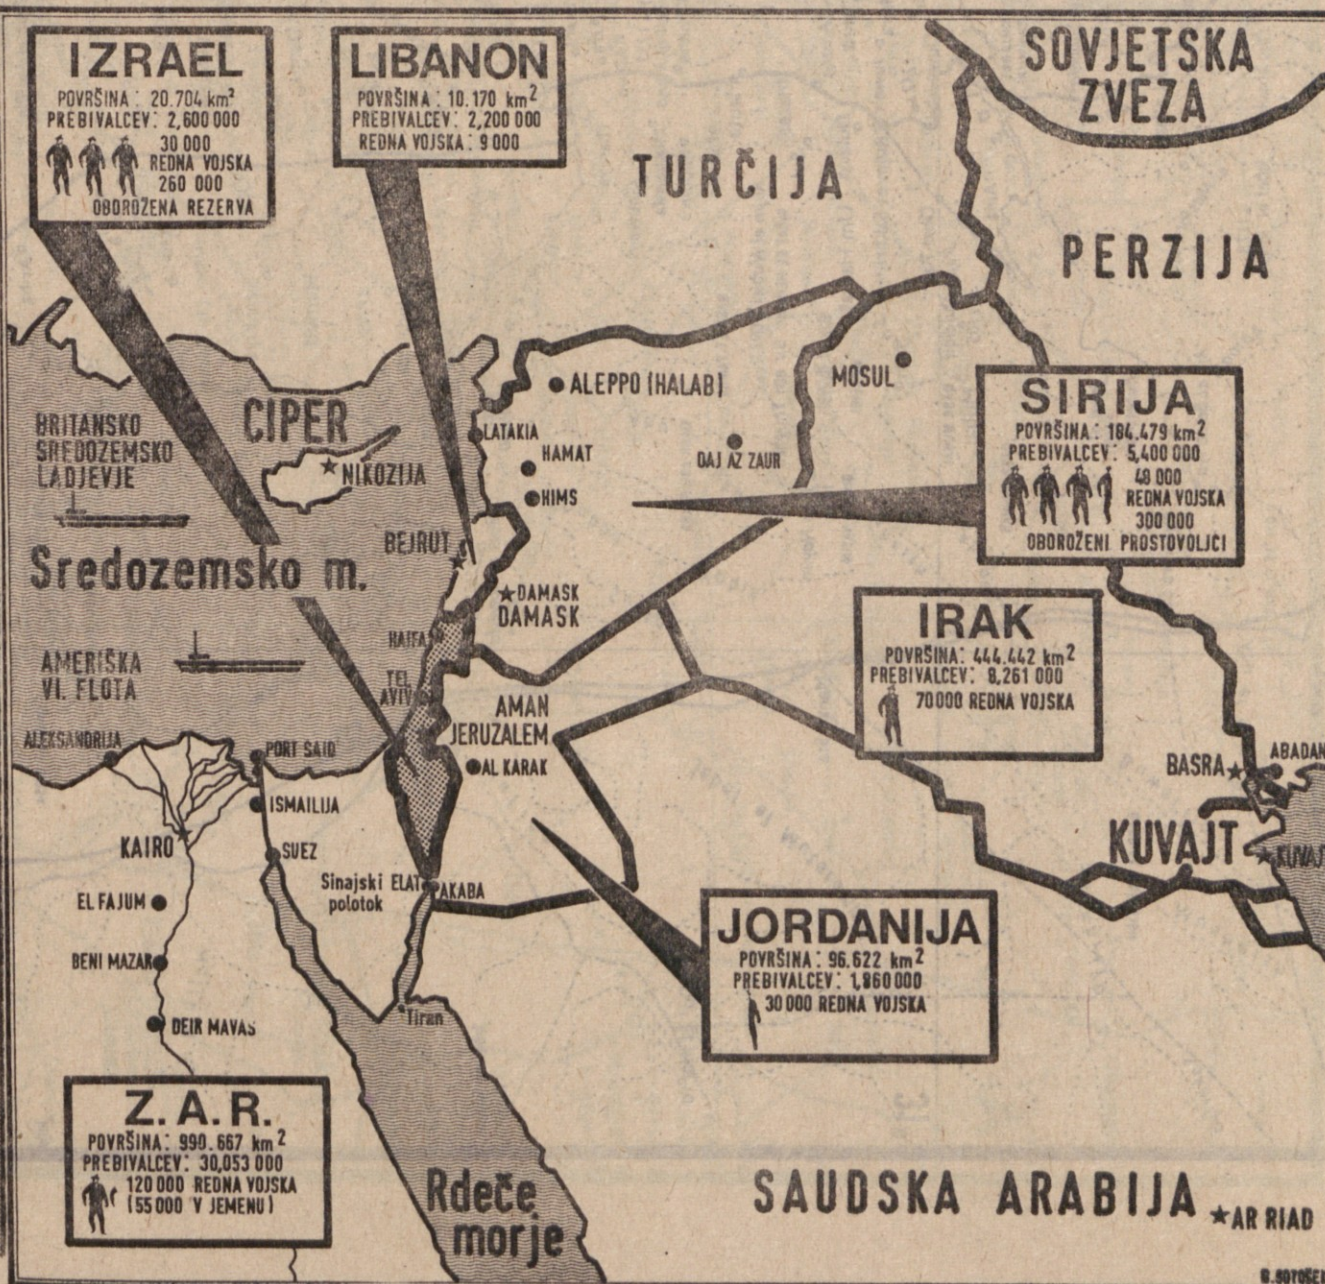 IZRAEL
POVRŠINA: 20.704 km²
PREBIVALCEV: 2,600 000
30 000
REDNA VOJSKA
260 000
OBOROŽENA REZERVA
LIBANON
POVRŠINA: 10.170 km²
PREBIVALCEV: 2,200 000
REDNA VOJSKA: 9 000
SOVJETSKA
ZVEZA
TURČIJA
PERZIJA
MOSUL
ALEPPO (HALAB)
SIRIJA
POVRŠINA: 184.479 km²
PREBIVALCEV: 5,400 000
48 000
REDNA VOJSKA
300 000
OBOROŽENI PROSTOVOLJCI
BRITANSKO
SREDOZEMSKO
LADJEVJE
CIPER
NIKOZIJA
LATAKIA
HAMAT
HIMS
DAJ AZ ZAUR
BEJRUT
Sredozemsko m.
DAMASK
DAMASK
HAIFA
AMERIŠKA
VI. FLOTA
TEL
AVIV
AMAN
JERUZALEM
AL KARAK
IRAK
POVRŠINA: 444.442 km²
PREBIVALCEV: 8,261 000
70000 REDNA VOJSKA
ALEKSANDRIJA
PORT SAID
ISMAILIJA
KAIRO
SUEZ
BASRA
ABADAN
KUVAJT
KUVAJT
Sinajski
polotok
ELAT
AKABA
EL FAJUM
BENI MAZAR
DEIR MAVAS
Tiran
JORDANIJA
POVRŠINA: 96.622 km²
PREBIVALCEV: 1,860 000
30 000 REDNA VOJSKA
Z.A.R.
POVRŠINA: 990.667 km²
PREBIVALCEV: 30,053 000
120 000 REDNA VOJSKA
(55 000 V JEMENU)
Rdeče
morje
SAUDSKA ARABIJA
AR RIAD